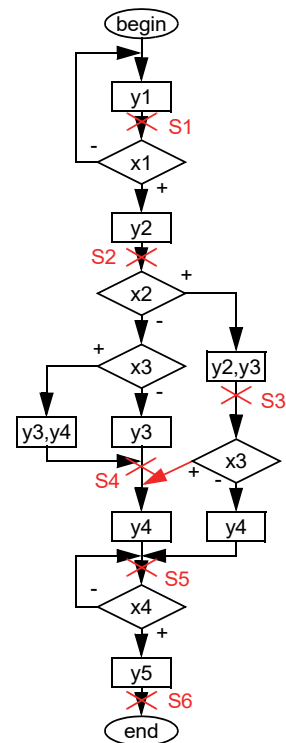 begin
y1
S1
-
x1
+
y2
S2
+
x2
-
+
x3
y2,y3
-
S3
y3,y4
y3
x3
S4
+
-
y4
y4
S5
-
x4
+
y5
S6
end